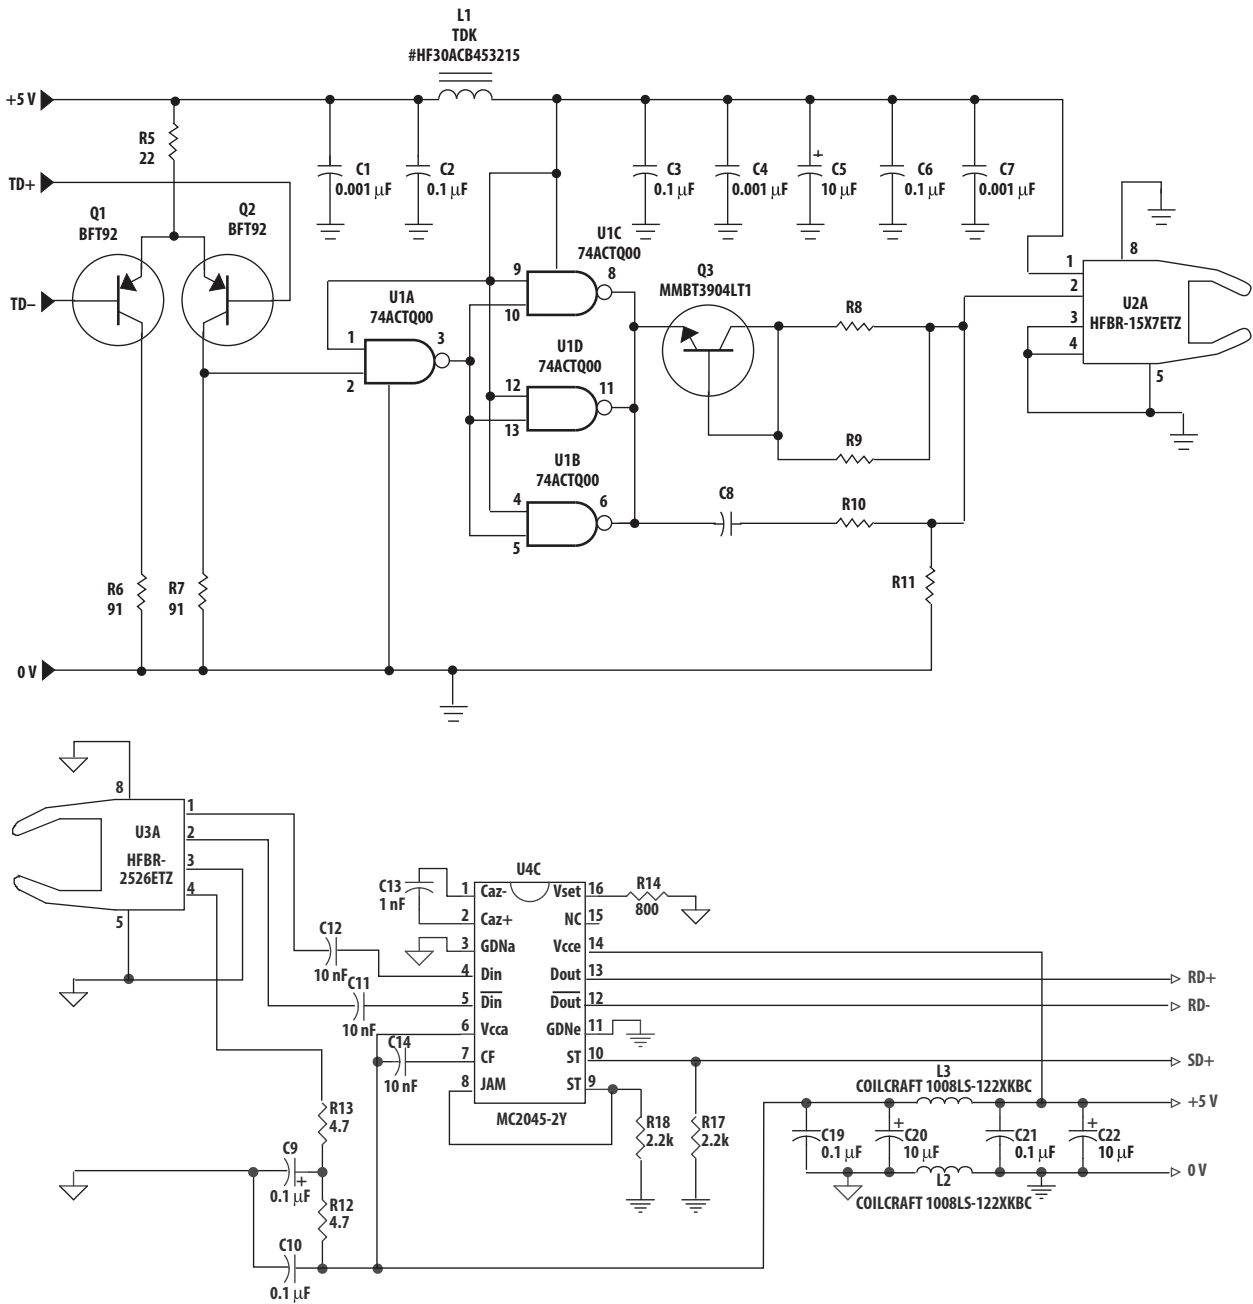 L1
TDK
#HF30ACB453215
+5 V
R5
22
C1
0.001 µF
C2
0.1 µF
C3
0.1 µF
C4
0.001 µF
+
C5
10 µF
C6
0.1 µF
C7
0.001 µF
TD+
Q1
BFT92
Q2
BFT92
TD–
U1A
74ACTQ00
1
2
3
U1C
74ACTQ00
9
10
8
U1D
74ACTQ00
12
13
11
U1B
74ACTQ00
4
5
6
Q3
MMBT3904LT1
R8
R9
C8
R10
R11
8
1
2
3
4
5
U2A
HFBR-15X7ETZ
R6
91
R7
91
0 V
8
U3A
HFBR-
2526ETZ
1
2
3
4
5
C12
10 nF
C11
10 nF
C14
10 nF
C13
1 nF
U4C
1 Caz- Vset 16
2 Caz+ NC 15
3 GDNa Vcce 14
4 Din Dout 13
5 Din Dout 12
6 Vcca GDNe 11
7 CF ST 10
8 JAM ST 9
MC2045-2Y
R14
800
RD+
RD-
SD+
L3
COILCRAFT 1008LS-122XKBC
+5 V
R13
4.7
R18
2.2k
R17
2.2k
C19
0.1 µF
+
C20
10 µF
C21
0.1 µF
+
C22
10 µF
0 V
L2
COILCRAFT 1008LS-122XKBC
C9
+
0.1 µF
R12
4.7
C10
0.1 µF